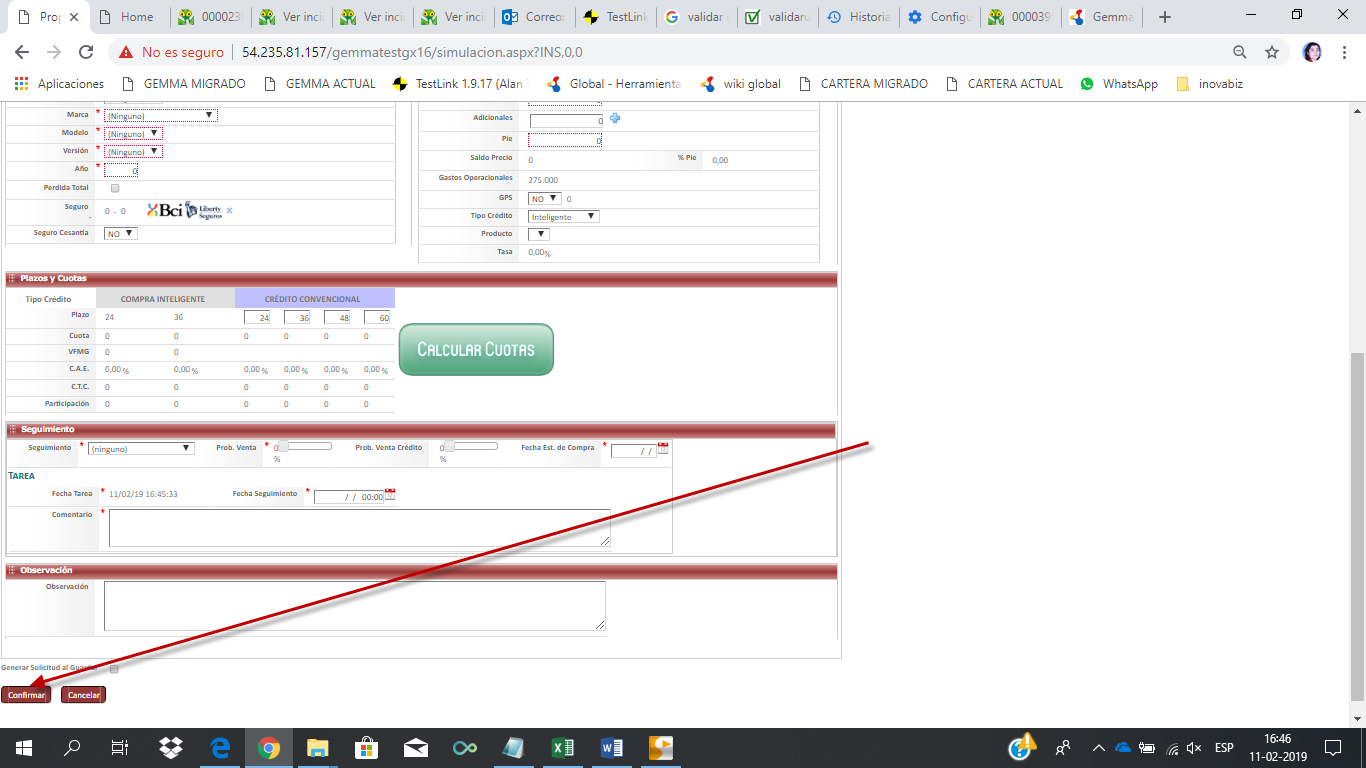 Prop
Home
000023
Ver inci
Ver inci
Ver inci
Correo:
TestLink
validar
validaru
Historia
Configu
000039
Gemma
No es seguro | 54.235.81.157/gemmatestgx16/simulacion.aspx?INS,0,0
Aplicaciones GEMMA MIGRADO GEMMA ACTUAL TestLink 1.9.17 (Alan Global - Herramienta wiki global CARTERA MIGRADO CARTERA ACTUAL WhatsApp inovabiz
Marca * (Ninguno)
Modelo * (Ninguno)
Versión * (Ninguno)
Año * 0
Perdida Total
Seguro 0 - 0 Bci Liberty Seguros
-
Seguro Cesantía NO
Adicionales 0
Pie 0
Saldo Precio 0 % Pie 0,00
Gastos Operacionales 275.000
GPS NO 0
Tipo Crédito Inteligente
Producto
Tasa 0,00%
Plazos y Cuotas
Tipo Crédito COMPRA INTELIGENTE CRÉDITO CONVENCIONAL
Plazo 24 36 24 36 48 60
Cuota 0 0 0 0 0 0
VFMG 0 0
C.A.E. 0,00 % 0,00 % 0,00 % 0,00 % 0,00 % 0,00 %
C.T.C. 0 0 0 0 0 0
Participación 0 0 0 0 0 0
CALCULAR CUOTAS
Seguimiento
Seguimiento * (ninguno) Prob. Venta * 0 % Prob. Venta Crédito * 0 % Fecha Est. de Compra * / /
TAREA
Fecha Tarea * 11/02/19 16:45:33 Fecha Seguimiento * / / 00:00
Comentario *
Observación
Observación
Generar Solicitud al
Confirmar Cancelar
ESP
16:46
11-02-2019